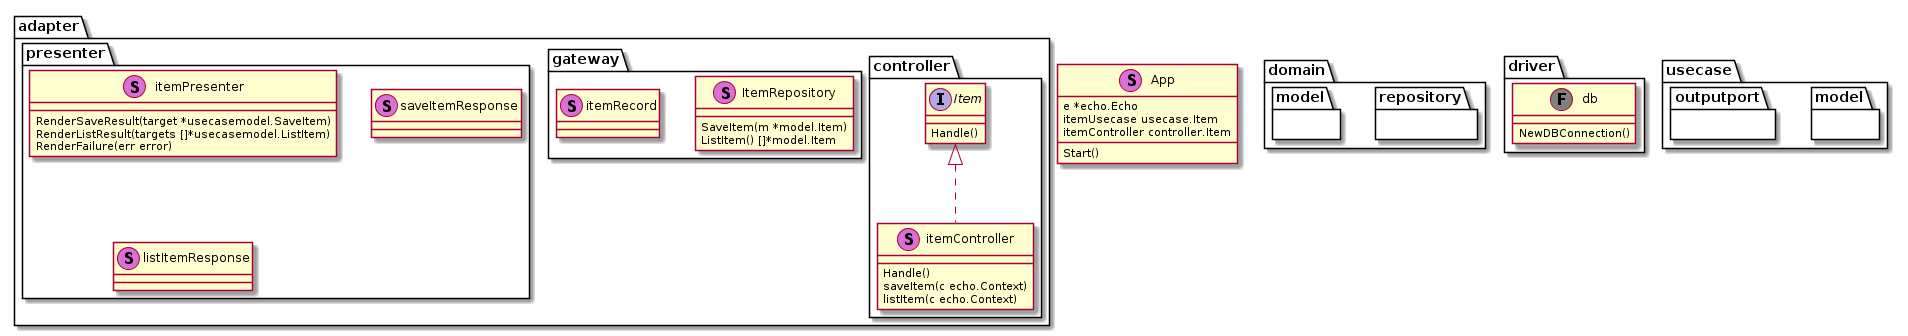 adapter
presenter
S itemPresenter
RenderSaveResult(target *usecasemodel.SaveItem)
RenderListResult(targets []*usecasemodel.ListItem)
RenderFailure(err error)
S saveItemResponse
S listItemResponse
gateway
S itemRecord
S ItemRepository
SaveItem(m *model.Item)
ListItem() []*model.Item
controller
I Item
Handle()
S itemController
Handle()
saveItem(c echo.Context)
listItem(c echo.Context)
S App
e *echo.Echo
itemUsecase usecase.Item
itemController controller.Item
Start()
domain
model
repository
driver
F db
NewDBConnection()
usecase
outputport
model